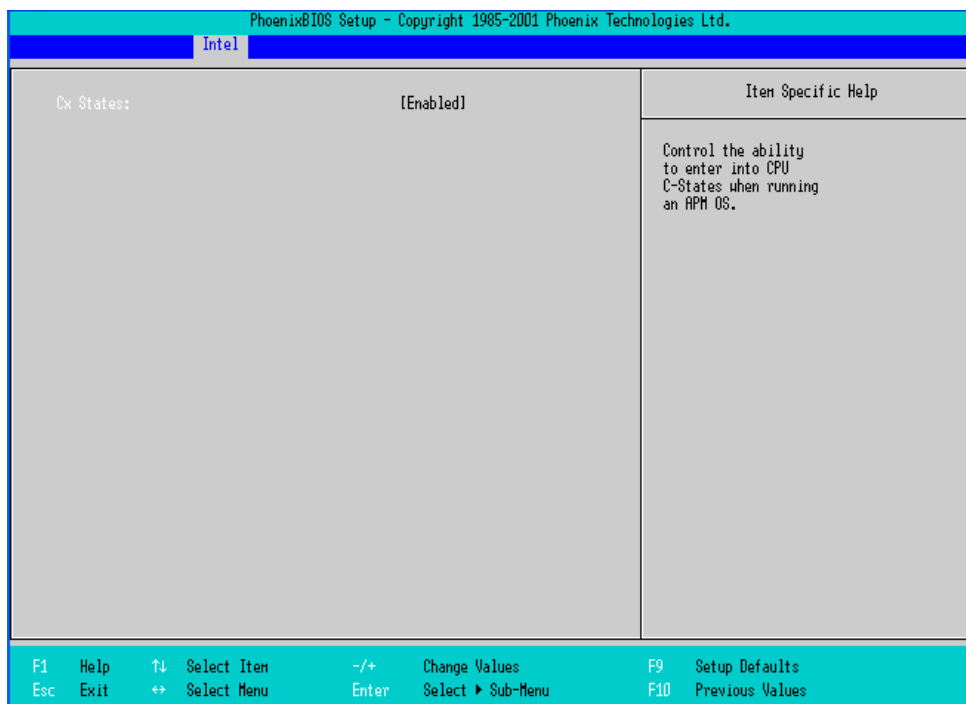 PhoenixBIOS Setup - Copyright 1985-2001 Phoenix Technologies Ltd.
Intel
Cx States: [Enabled]
Item Specific Help
Control the ability
to enter into CPU
C-States when running
an APM OS.
F1 Help ↑↓ Select Item -/+ Change Values F9 Setup Defaults
Esc Exit ↔ Select Menu Enter Select ▶ Sub-Menu F10 Previous Values